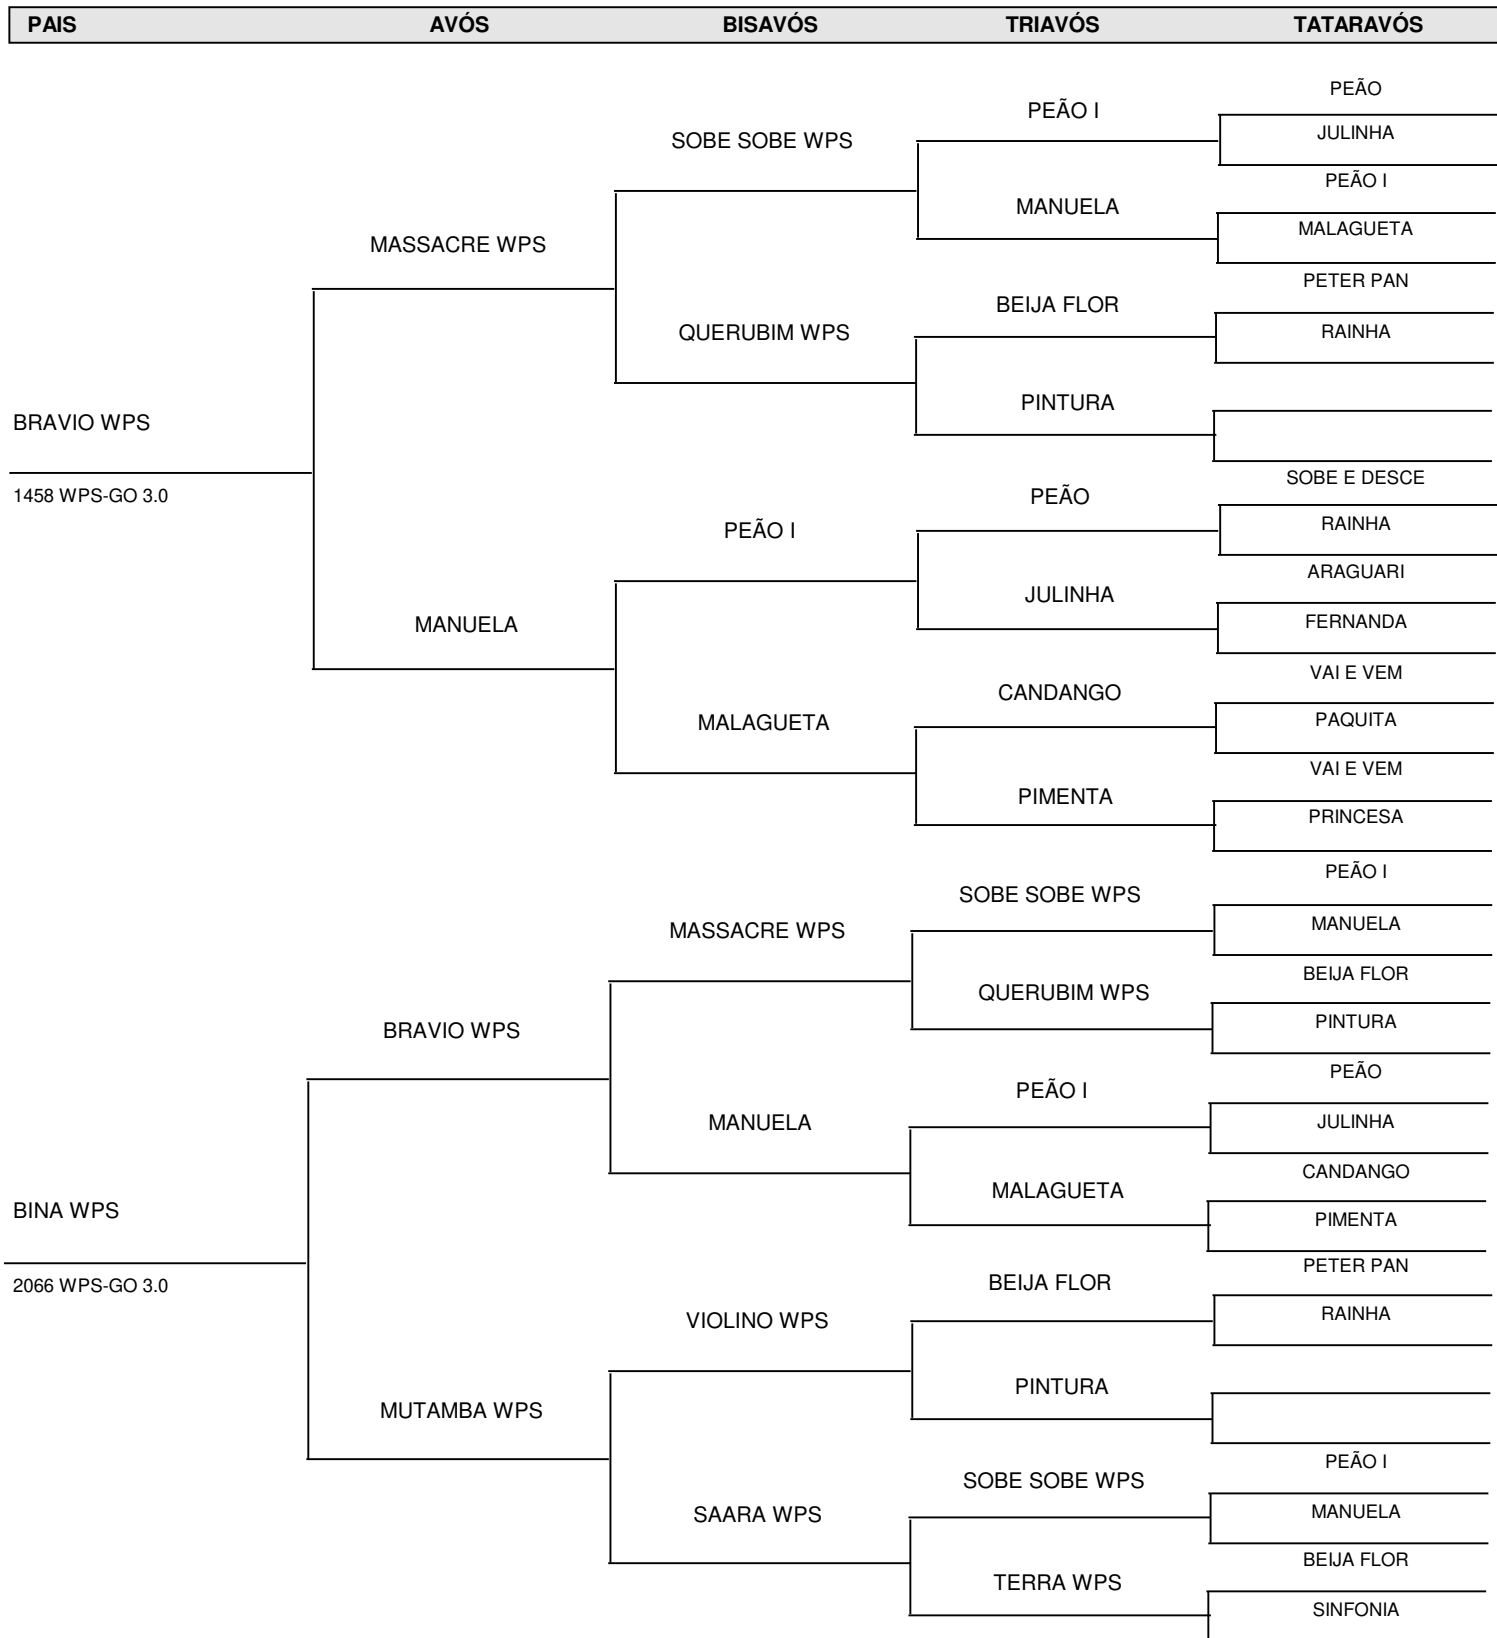 PAIS AVÓS BISAVÓS TRIAVÓS TATARAVÓS
PEÃO
PEÃO I
JULINHA
SOBE SOBE WPS
PEÃO I
MANUELA
MALAGUETA
MASSACRE WPS
PETER PAN
BEIJA FLOR
RAINHA
QUERUBIM WPS
PINTURA
BRAVIO WPS
SOBE E DESCE
1458 WPS-GO 3.0
PEÃO
RAINHA
PEÃO I
ARAGUARI
JULINHA
MANUELA
FERNANDA
VAI E VEM
CANDANGO
PAQUITA
MALAGUETA
VAI E VEM
PIMENTA
PRINCESA
PEÃO I
SOBE SOBE WPS
MANUELA
MASSACRE WPS
BEIJA FLOR
QUERUBIM WPS
PINTURA
BRAVIO WPS
PEÃO
PEÃO I
JULINHA
MANUELA
CANDANGO
MALAGUETA
BINA WPS
PIMENTA
PETER PAN
2066 WPS-GO 3.0
BEIJA FLOR
RAINHA
VIOLINO WPS
PINTURA
MUTAMBA WPS
PEÃO I
SOBE SOBE WPS
MANUELA
SAARA WPS
BEIJA FLOR
TERRA WPS
SINFONIA